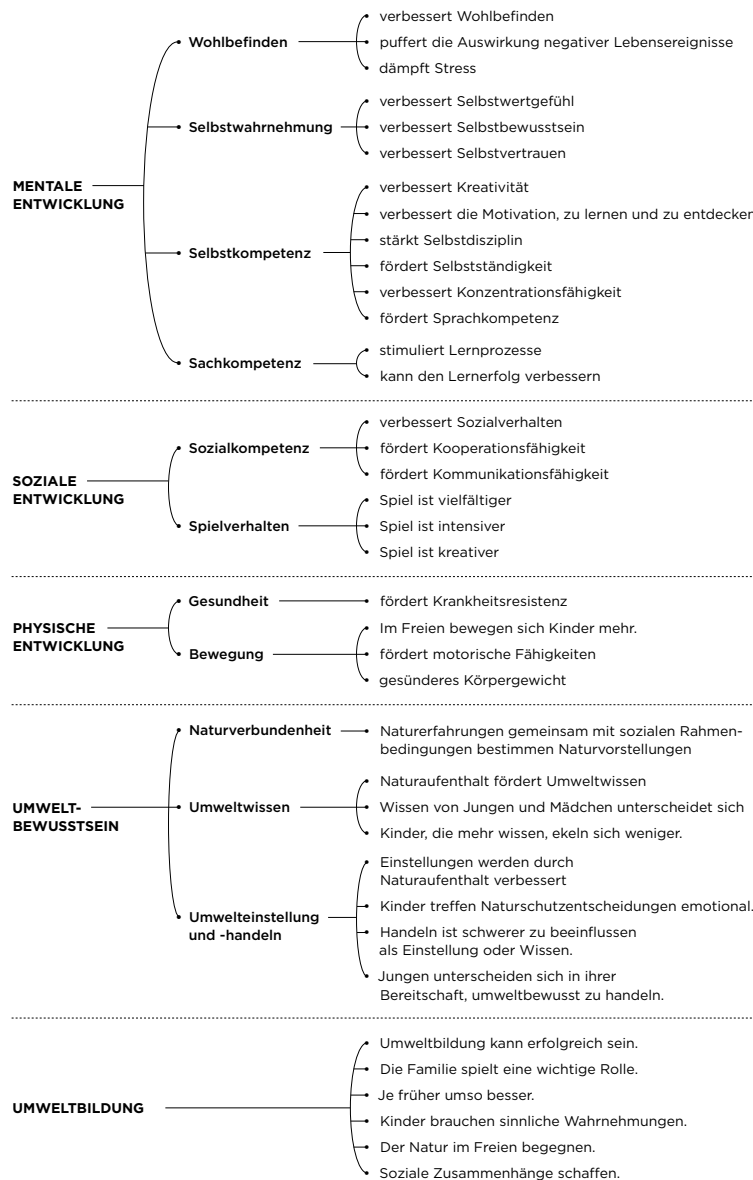 MENTALE
ENTWICKLUNG
Wohlbefinden
verbessert Wohlbefinden
puffert die Auswirkung negativer Lebensereignisse
dämpft Stress
Selbstwahrnehmung
verbessert Selbstwertgefühl
verbessert Selbstbewusstsein
verbessert Selbstvertrauen
Selbstkompetenz
verbessert Kreativität
verbessert die Motivation, zu lernen und zu entdecken
stärkt Selbstdisziplin
fördert Selbstständigkeit
verbessert Konzentrationsfähigkeit
fördert Sprachkompetenz
Sachkompetenz
stimuliert Lernprozesse
kann den Lernerfolg verbessern
SOZIALE
ENTWICKLUNG
Sozialkompetenz
verbessert Sozialverhalten
fördert Kooperationsfähigkeit
fördert Kommunikationsfähigkeit
Spielverhalten
Spiel ist vielfältiger
Spiel ist intensiver
Spiel ist kreativer
PHYSISCHE
ENTWICKLUNG
Gesundheit
fördert Krankheitsresistenz
Bewegung
Im Freien bewegen sich Kinder mehr.
fördert motorische Fähigkeiten
gesünderes Körpergewicht
UMWELT-
BEWUSSTSEIN
Naturverbundenheit
Naturerfahrungen gemeinsam mit sozialen Rahmen-
bedingungen bestimmen Naturvorstellungen
Umweltwissen
Naturaufenthalt fördert Umweltwissen
Wissen von Jungen und Mädchen unterscheidet sich
Kinder, die mehr wissen, ekeln sich weniger.
Umwelteinstellung
und -handeln
Einstellungen werden durch
Naturaufenthalt verbessert
Kinder treffen Naturschutzentscheidungen emotional.
Handeln ist schwerer zu beeinflussen
als Einstellung oder Wissen.
Jungen unterscheiden sich in ihrer
Bereitschaft, umweltbewusst zu handeln.
UMWELTBILDUNG
Umweltbildung kann erfolgreich sein.
Die Familie spielt eine wichtige Rolle.
Je früher umso besser.
Kinder brauchen sinnliche Wahrnehmungen.
Der Natur im Freien begegnen.
Soziale Zusammenhänge schaffen.